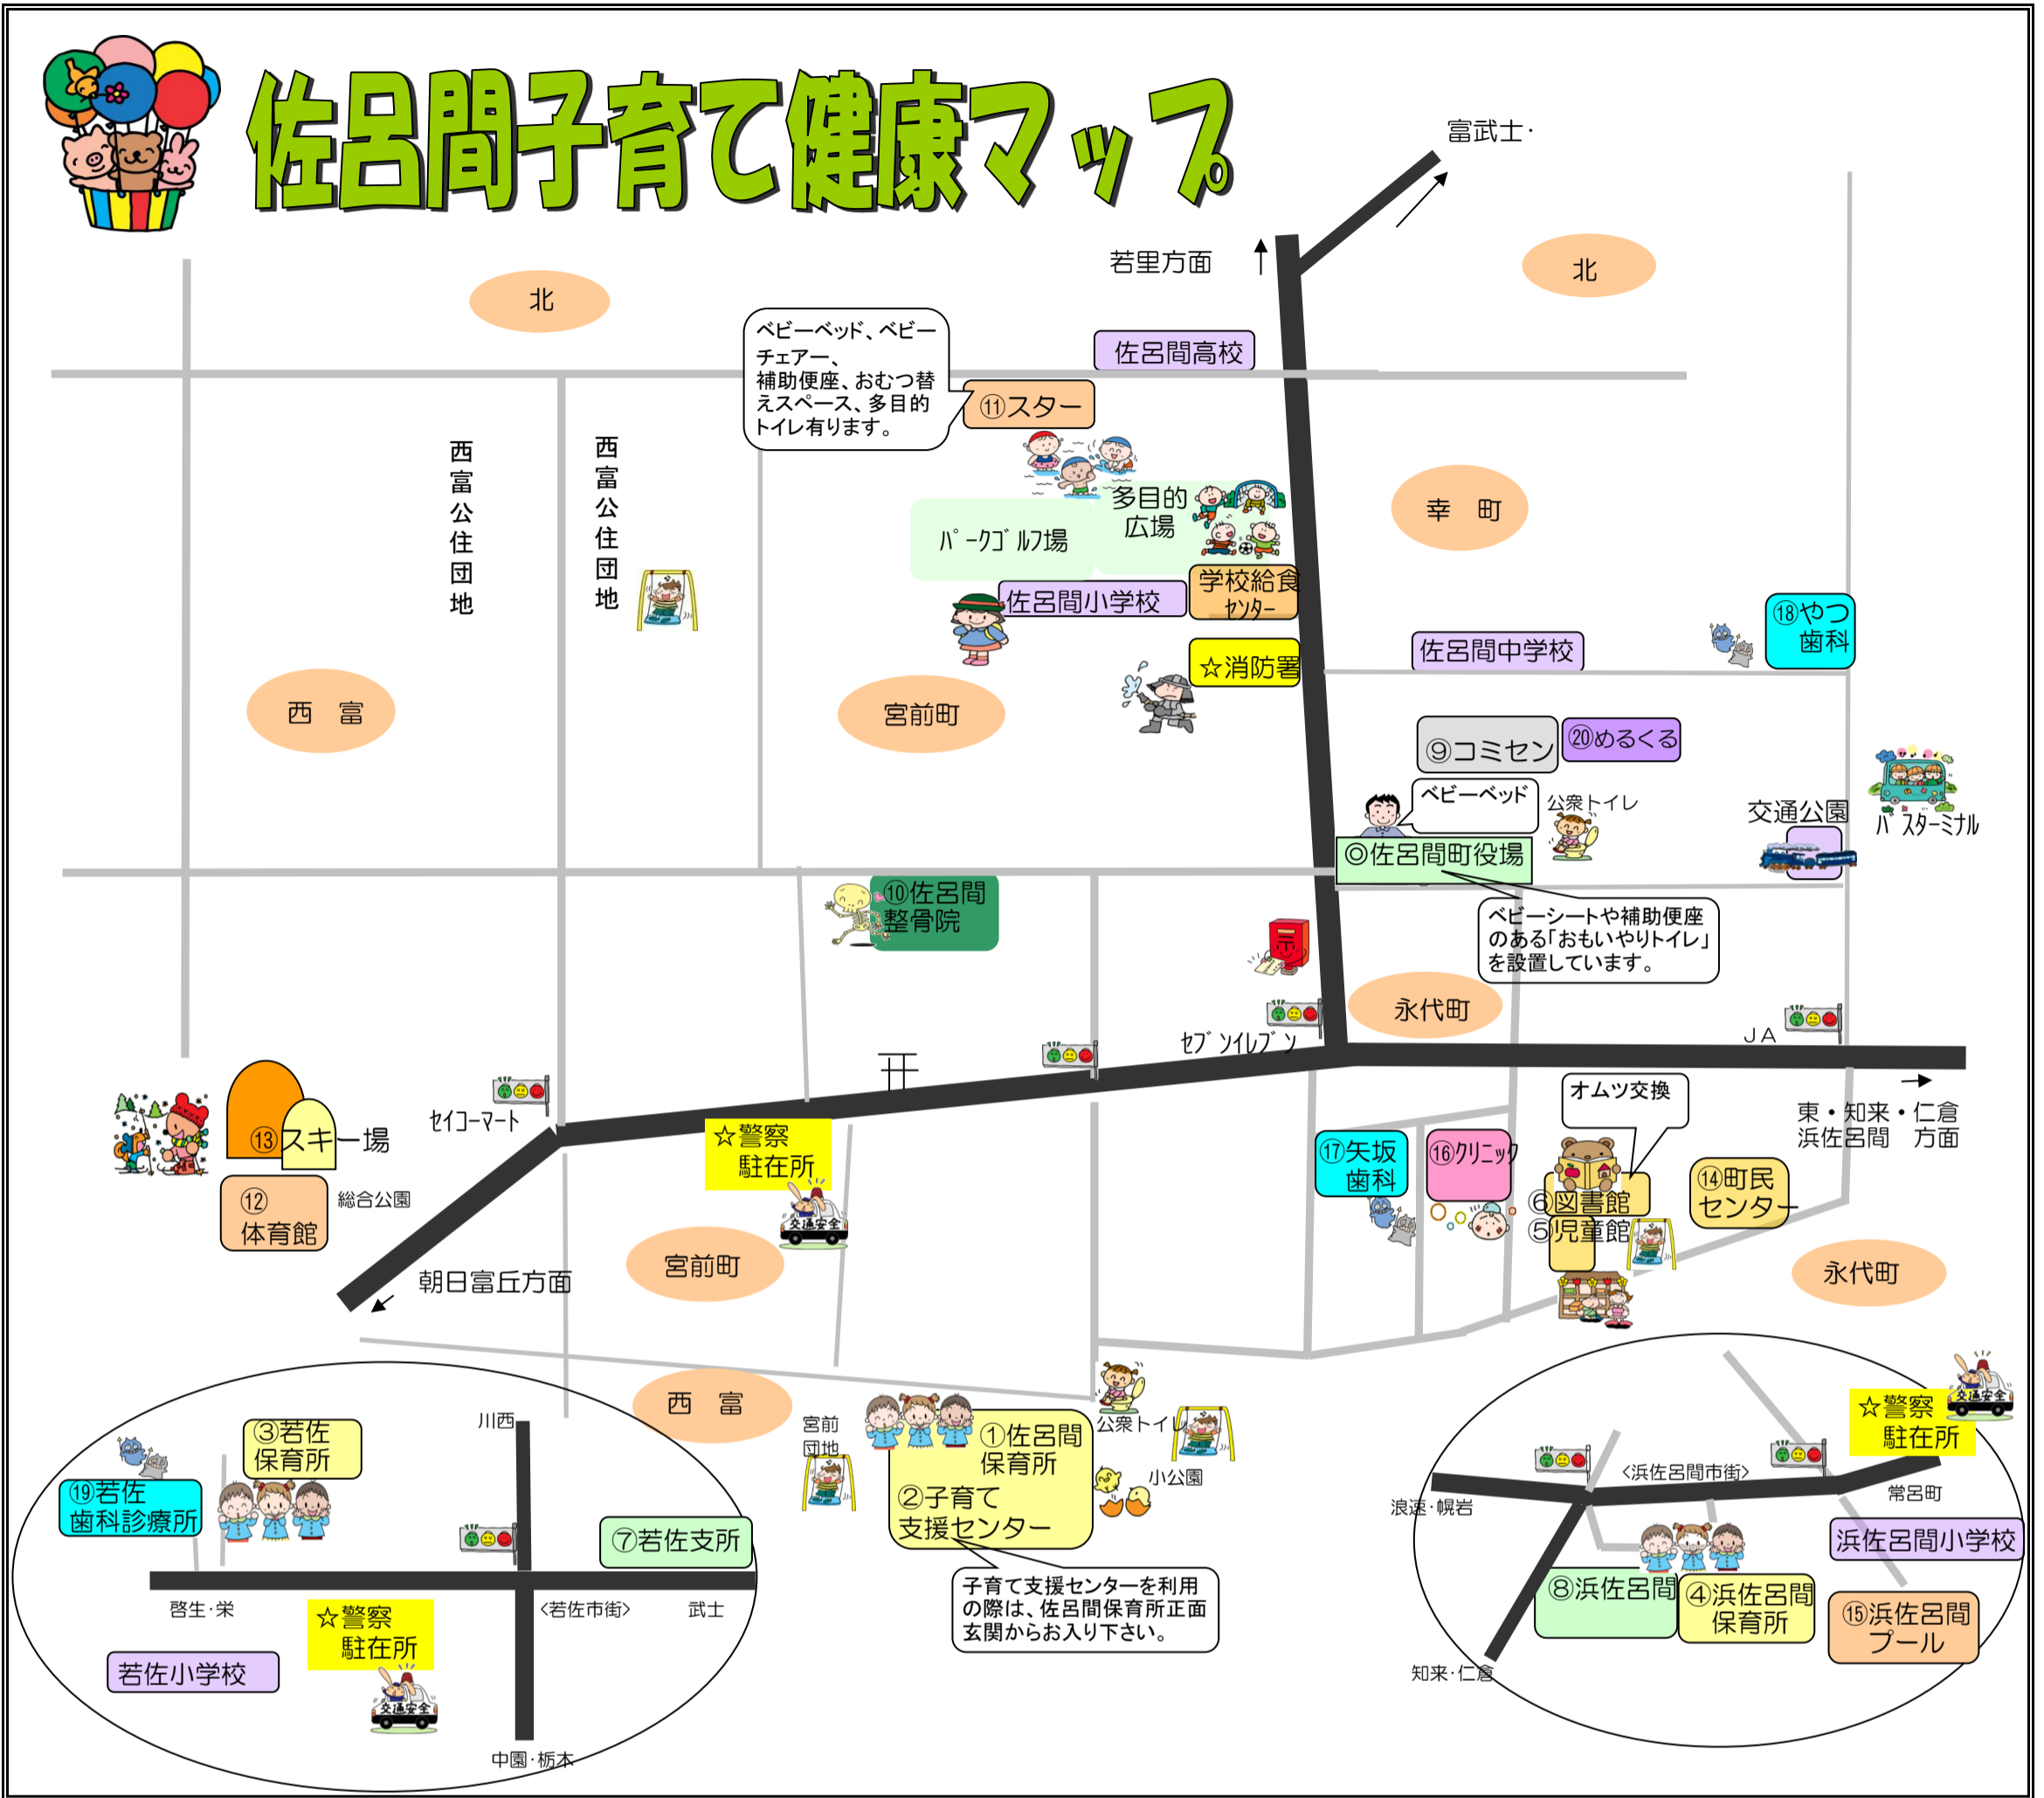 佐呂間子育て健康マップ
富武士・
若里方面
北
北
ベビーベッド、ベビー
チェアー、
補助便座、おむつ替
えスペース、多目的
トイレ有ります。
佐呂間高校
⑪スター
西富公住団地
西富公住団地
多目的
広場
ﾊﾟｰｸｺﾞﾙﾌ場
幸　町
学校給食
ｾﾝﾀｰ
佐呂間小学校
☆消防署
佐呂間中学校
⑱やつ
歯科
西　富
宮前町
⑨コミセン
⑳めるくる
ベビーベッド
公衆トイレ
交通公園
ﾊﾞｽﾀｰﾐﾅﾙ
◎佐呂間町役場
⑩佐呂間
整骨院
ベビーシートや補助便座
のある「おもいやりトイレ」
を設置しています。
永代町
ｾﾌﾞﾝｲﾚﾌﾞﾝ
ＪＡ
ｾｲｺｰﾏｰﾄ
⑬スキー場
⑫
体育館
総合公園
☆警察
駐在所
交通安全
宮前町
朝日富丘方面
オムツ交換
東・知来・仁倉
浜佐呂間　方面
⑰矢坂
歯科
⑯ｸﾘﾆｯｸ
⑥図書館
⑤児童館
⑭町民
センター
永代町
西　富
宮前
団地
①佐呂間
保育所
②子育て
支援センター
公衆トイレ
小公園
子育て支援センターを利用
の際は、佐呂間保育所正面
玄関からお入り下さい。
川西
③若佐
保育所
⑲若佐
歯科診療所
⑦若佐支所
啓生・栄
〈若佐市街〉
武士
☆警察
駐在所
交通安全
若佐小学校
中園・栃本
☆警察
駐在所
交通安全
〈浜佐呂間市街〉
浪速・幌岩
常呂町
浜佐呂間小学校
⑧浜佐呂間
④浜佐呂間
保育所
⑮浜佐呂間
プール
知来・仁倉